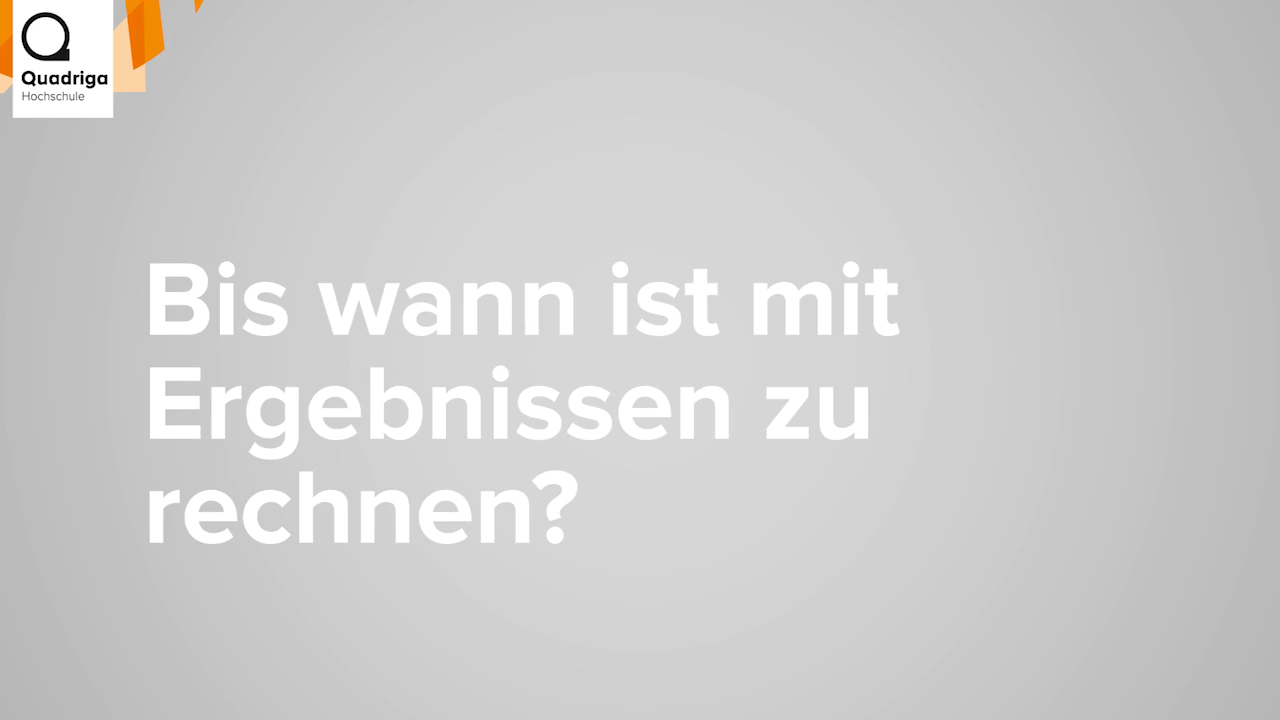 Quadriga
Hochschule
Bis wann ist mit
Ergebnissen zu
rechnen?